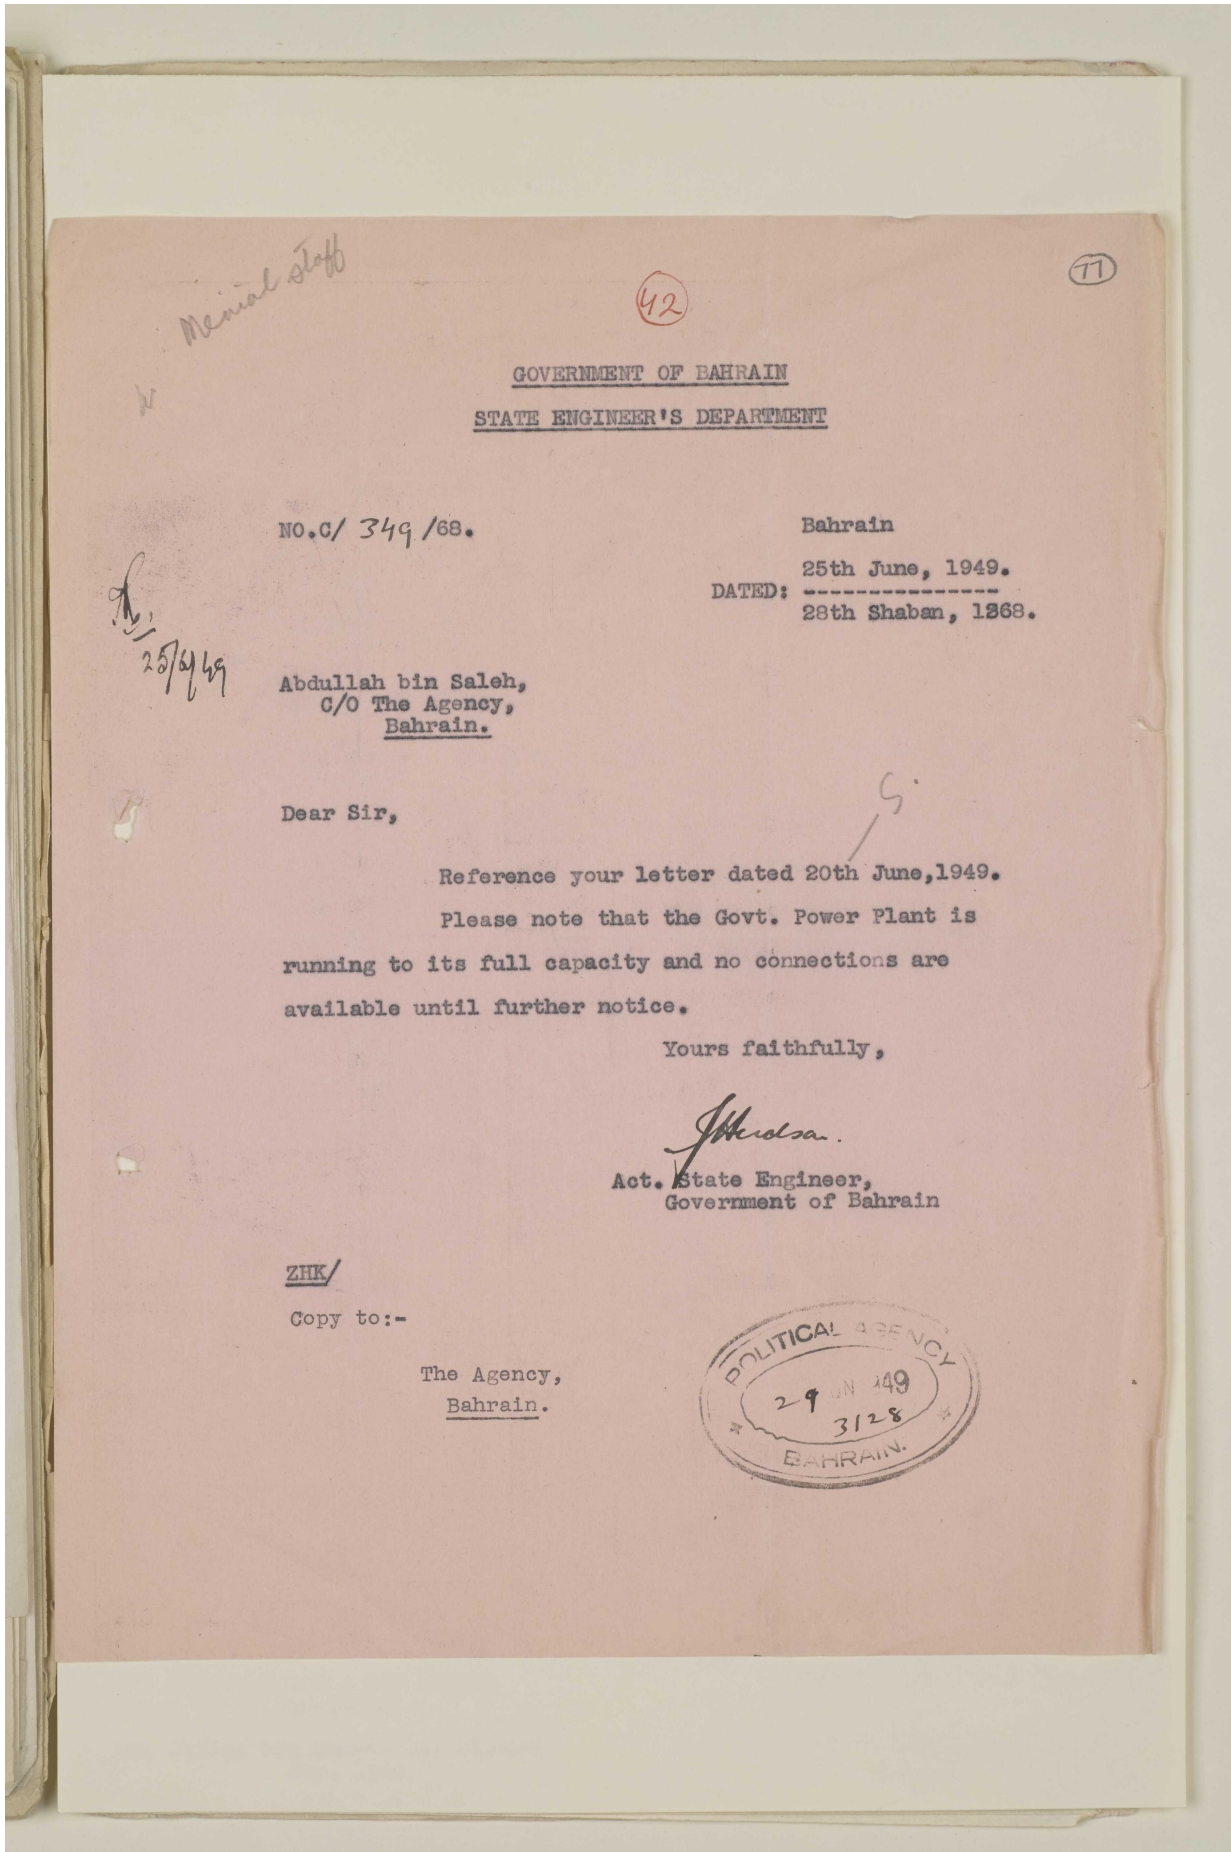 Menial staff
42
77
GOVERNMENT OF BAHRAIN
STATE ENGINEER'S DEPARTMENT
NO.C/ 349 /68.
Bahrain
25th June, 1949.
DATED: ---------------
28th Shaban, 1368.
25/6/49
Abdullah bin Saleh,
C/O The Agency,
Bahrain.
Dear Sir,
Reference your letter dated 20th June,1949.
Please note that the Govt. Power Plant is
running to its full capacity and no connections are
available until further notice.
Yours faithfully,
Act. State Engineer,
Government of Bahrain
ZHK/
Copy to:-
The Agency,
Bahrain.
POLITICAL AGENCY
29 JUN 1949
3128
BAHRAIN.